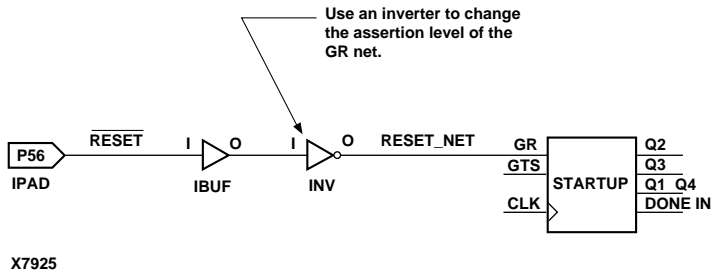 Use an inverter to change
the assertion level of the
GR net.
RESET I O I O RESET_NET GR Q2
P56 GTS STARTUP Q3
IPAD IBUF INV Q1 Q4
CLK DONE IN
X7925